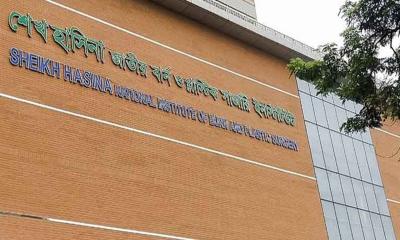 শেখ হাসিনা জাতীয় বার্ন ও প্লাস্টিক সার্জারি ইনস্টিটিউট
SHEIKH HASINA NATIONAL INSTITUTE OF BURN AND PLASTIC SURGERY